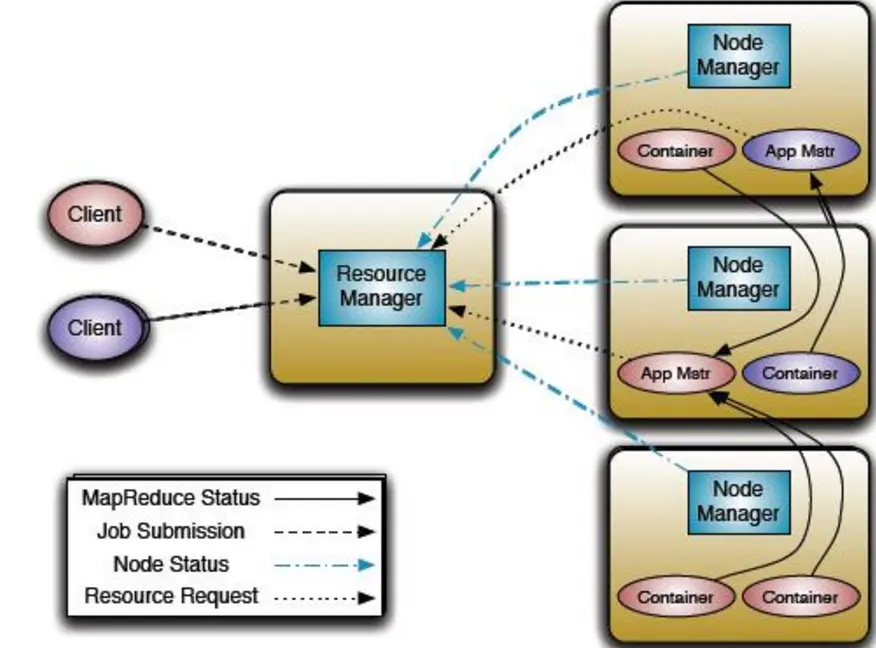 Client
Client
Resource
Manager
Node
Manager
Container
App Mstr
Node
Manager
App Mstr
Container
Node
Manager
Container
Container
MapReduce Status
Job Submission
Node Status
Resource Request